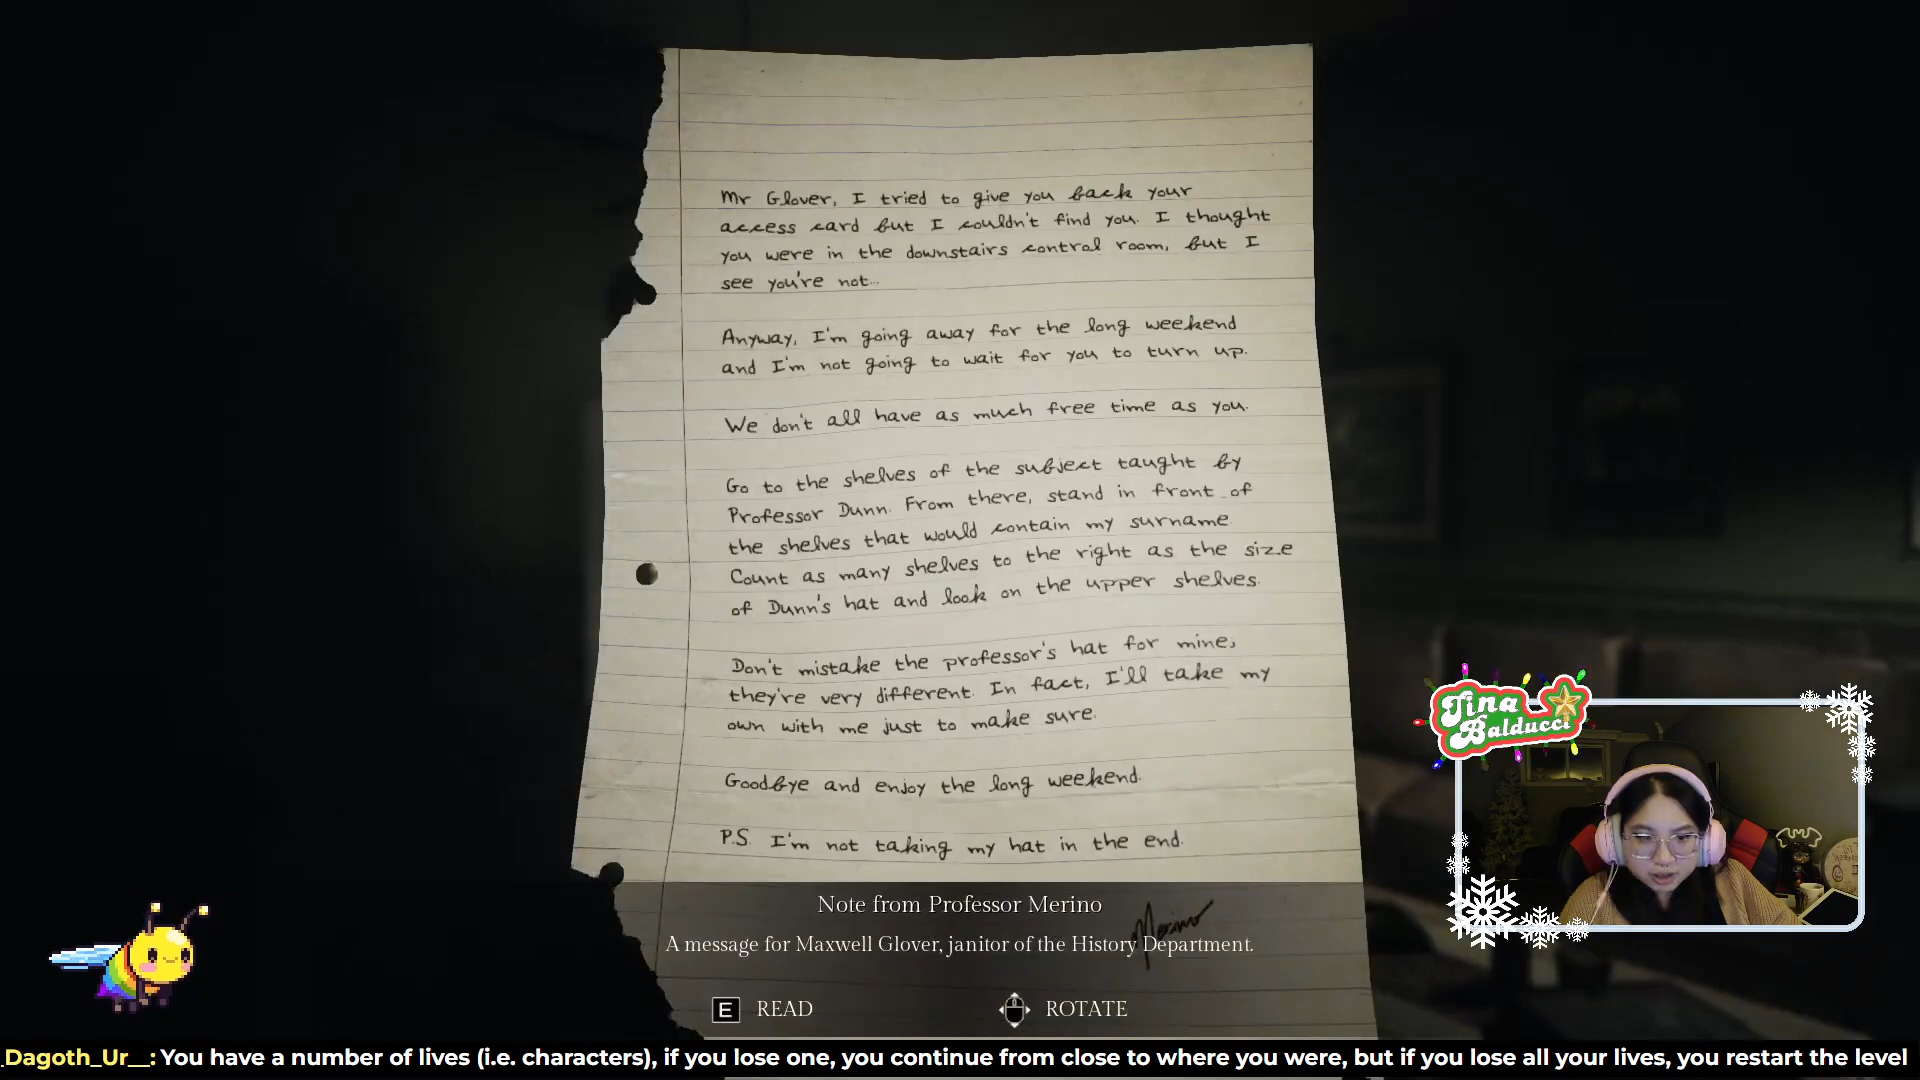 Mr Glover, I tried to give you back your
access card but I couldn't find you. I thought
you were in the downstairs control room, but I
see you're not...
Anyway, I'm going away for the long weekend
and I'm not going to wait for you to turn up.
We don't all have as much free time as you.
Go to the shelves of the subject taught by
Professor Dunn. From there, stand in front of
the shelves that would contain my surname.
Count as many shelves to the right as the size
of Dunn's hat and look on the upper shelves.
Don't mistake the professor's hat for mine;
they're very different. In fact, I'll take my
own with me just to make sure.
Goodbye and enjoy the long weekend.
P.S. I'm not taking my hat in the end.
Merino
Note from Professor Merino
A message for Maxwell Glover, janitor of the History Department.
E READ
ROTATE
Tina
Balducci
_Dagoth_Ur__: You have a number of lives (i.e. characters), if you lose one, you continue from close to where you were, but if you lose all your lives, you restart the level